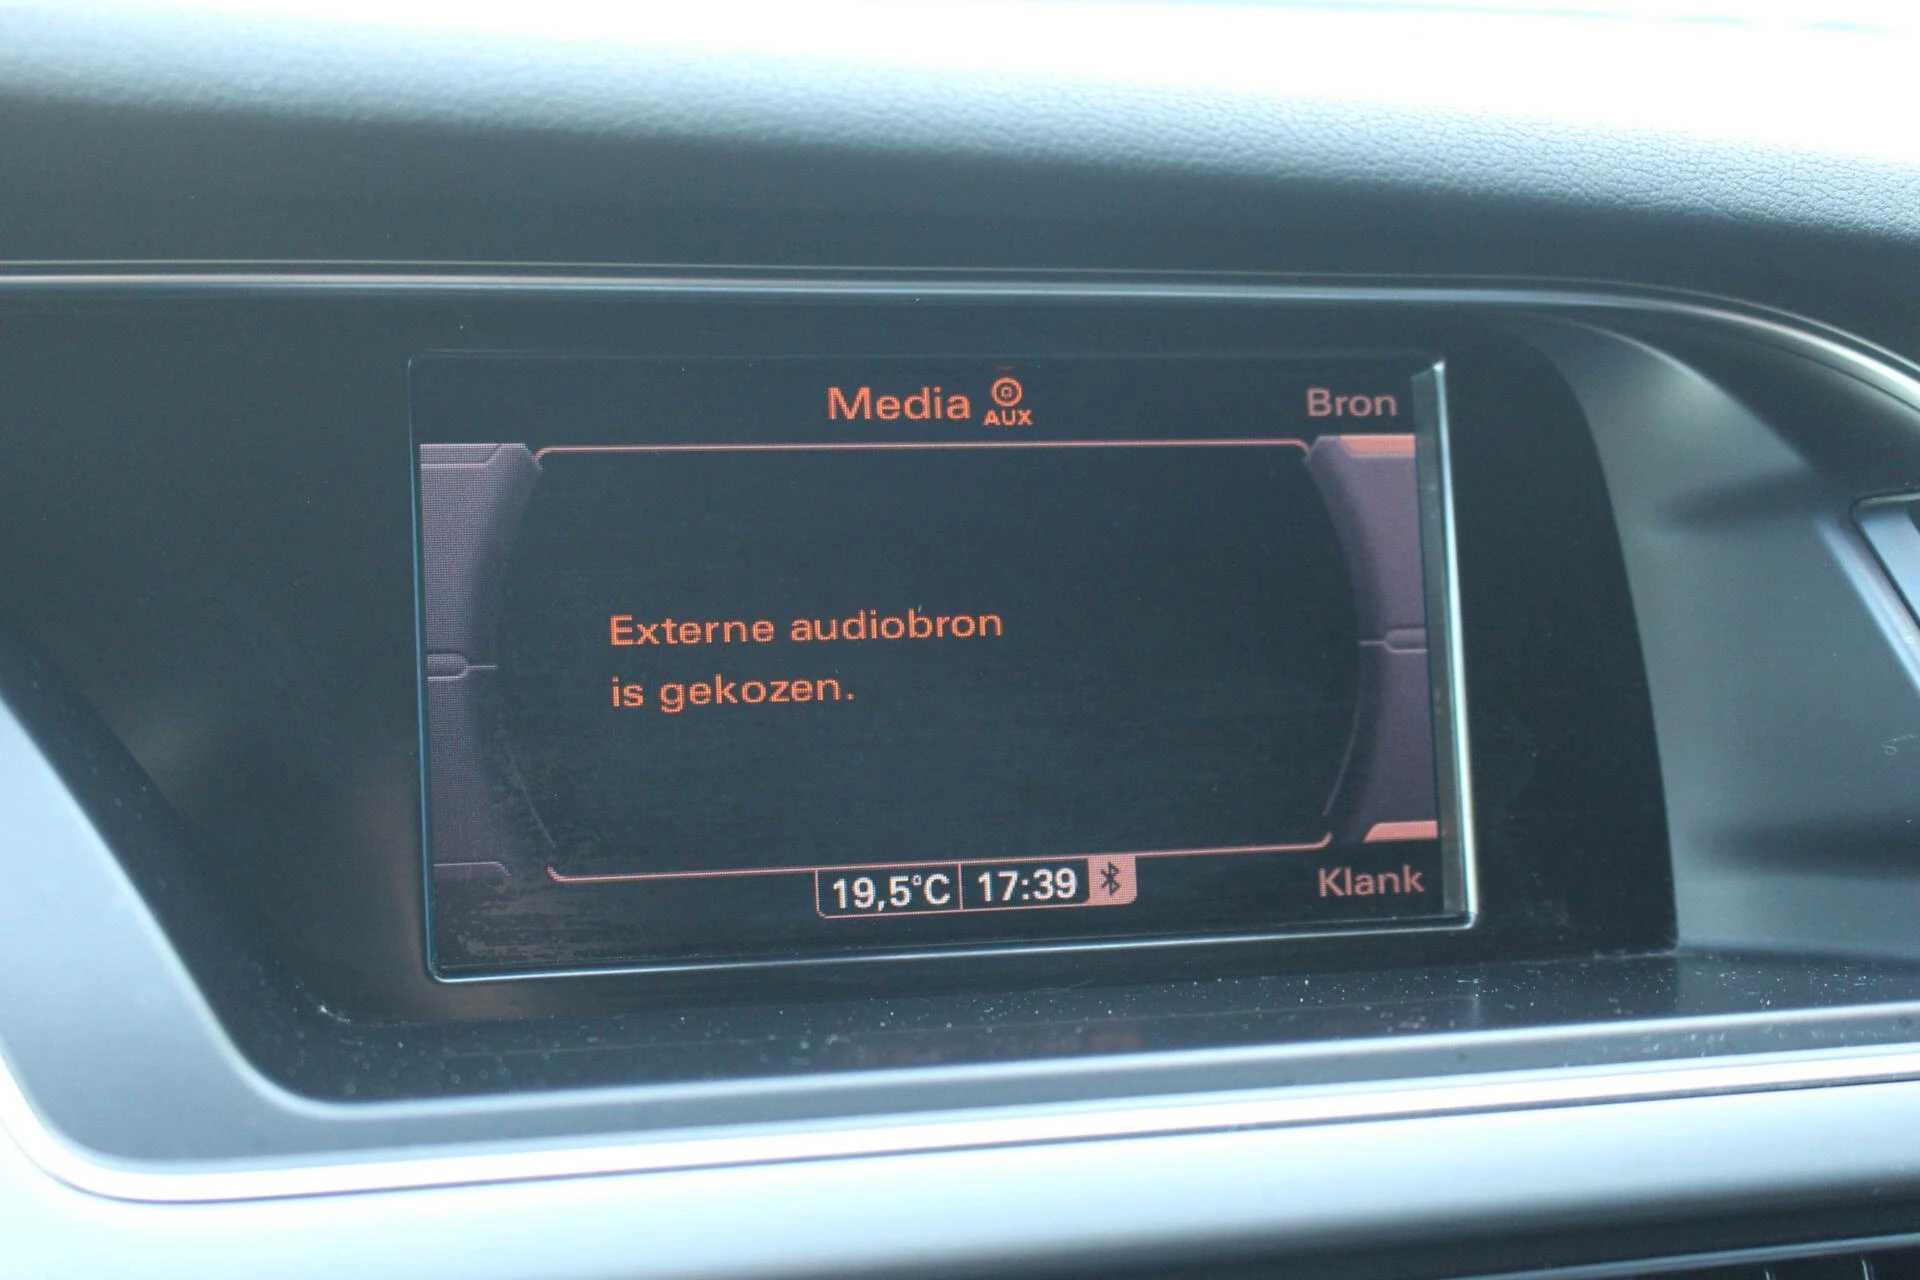 Media AUX
Bron
Externe audiobron
is gekozen.
19,5°C 17:39
Klank